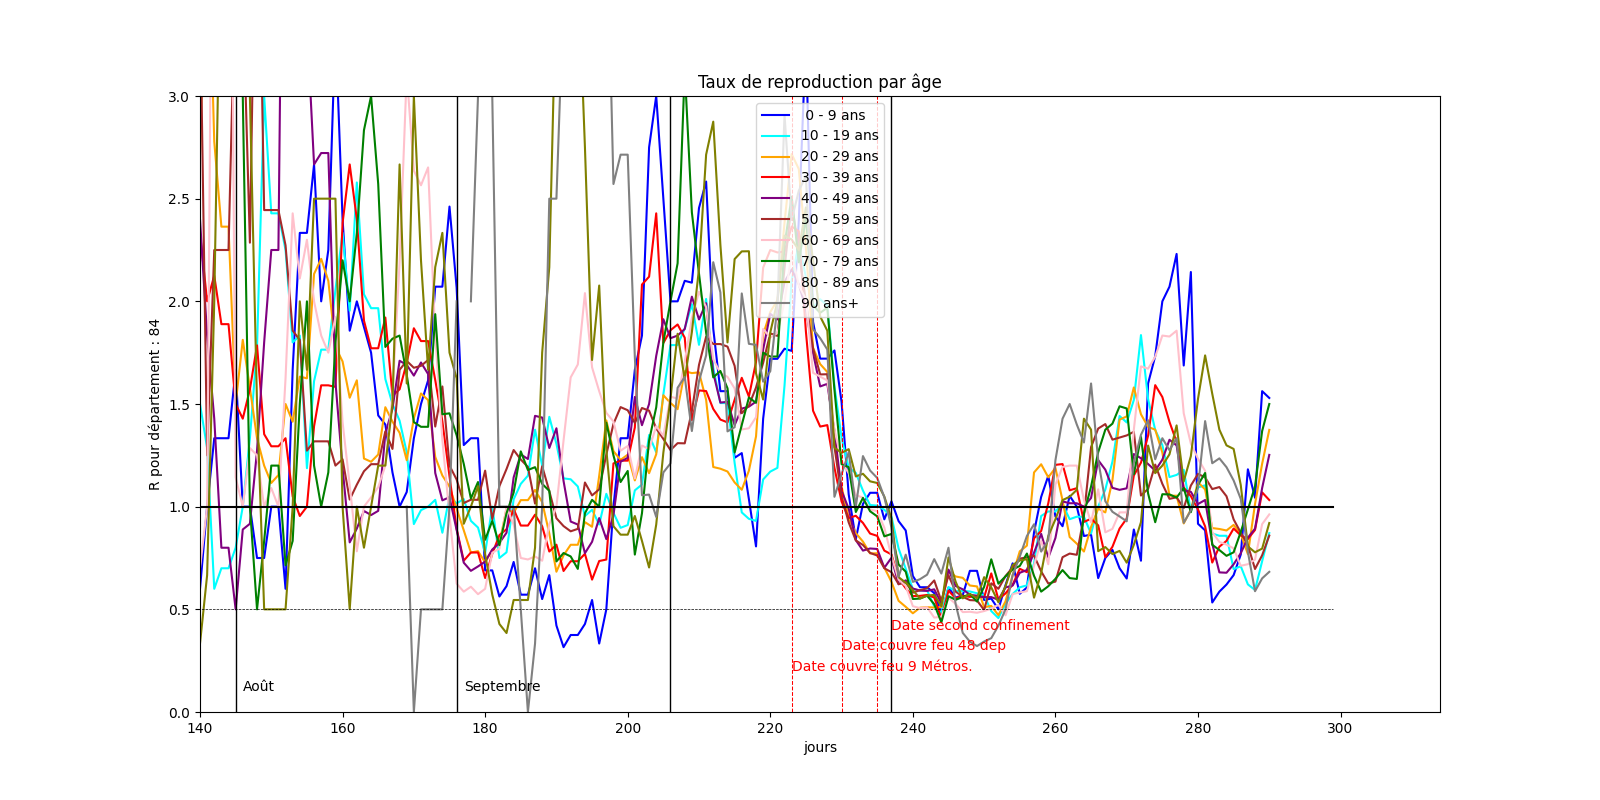 Taux de reproduction par âge
R pour département : 84
3.0
2.5
2.0
1.5
1.0
0.5
0.0
0 - 9 ans
10 - 19 ans
20 - 29 ans
30 - 39 ans
40 - 49 ans
50 - 59 ans
60 - 69 ans
70 - 79 ans
80 - 89 ans
90 ans+
Date second confinement
Date couvre feu 48 dep
Date couvre feu 9 Métros.
Août
Septembre
140
160
180
200
220
240
260
280
300
jours